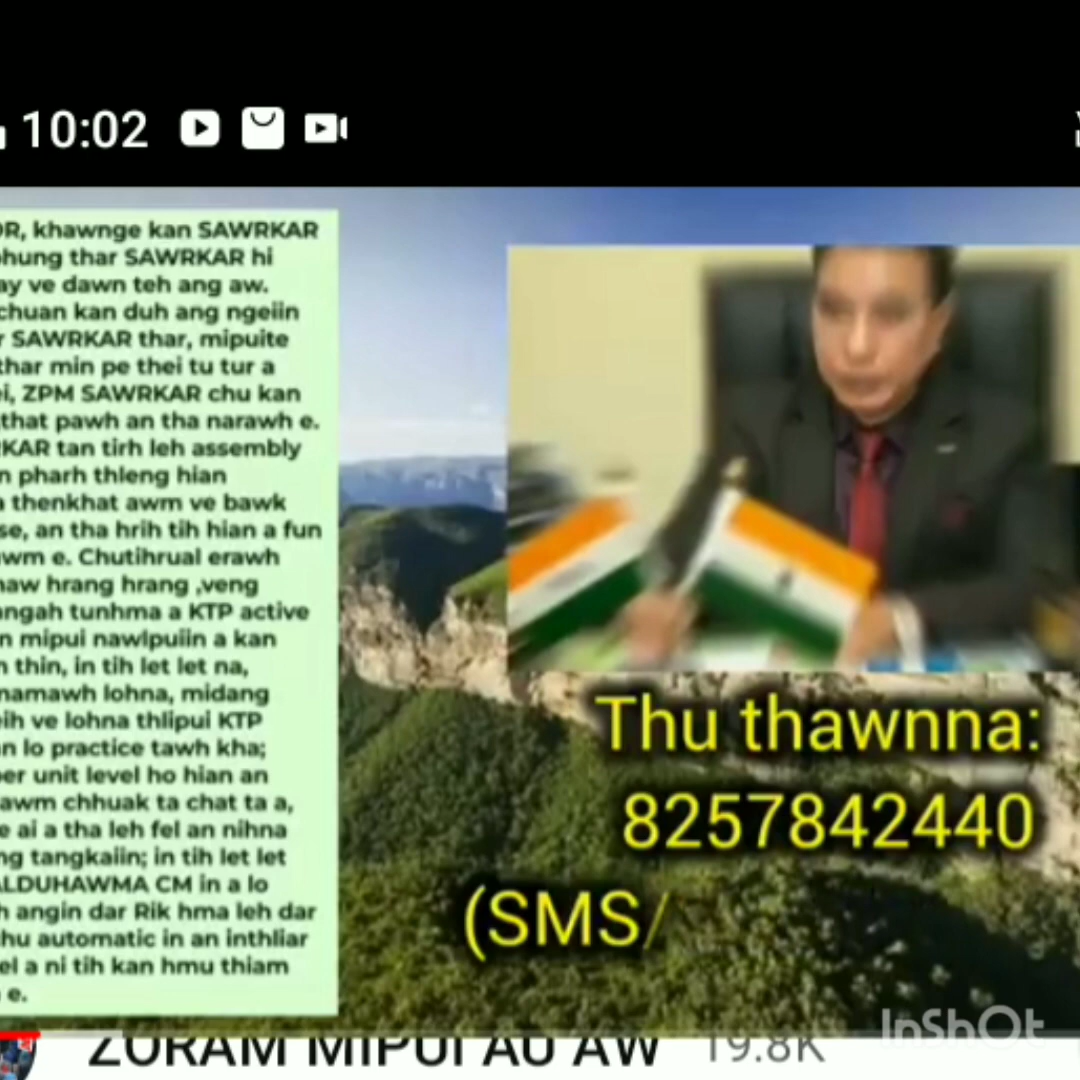 10:02
OR, khawnge kan SAWRKAR
phung thar SAWRKAR hi
ay ve dawn teh ang aw.
chuan kan duh ang ngeiin
r SAWRKAR thar, mipuite
thar min pe thei tu tur a
ei, ZPM SAWRKAR chu kan
that pawh an tha narawh e.
RKAR tan tirh leh assembly
n pharh thleng hian
a thenkhat awm ve bawk
se, an tha hrih tih hian a fun
awm e. Chutihrual erawh
naw hrang hrang ,veng
angah tunhma a KTP active
n mipui nawlpuiin a kan
n thin, in tih let let na,
namawh lohna, midang
eih ve lohna thlipui KTP
an lo practice tawh kha;
per unit level ho hian an
awm chhuak ta chat ta a,
e ai a tha leh fel an nihna
ng tangkaiin; in tih let let
ALDUHAWMA CM in a lo
h angin dar Rik hma leh dar
hu automatic in an inthliar
el a ni tih kan hmu thiam
e.
Thu thawnna:
8257842440
(SMS/
InShOt
ZORAM MIPUI AU AW 19.8K